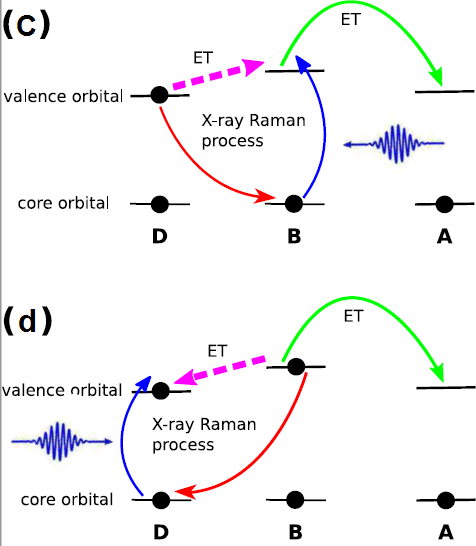 (c)
ET
ET
valence orbital
X-ray Raman
process
core orbital
D B A
(d)
ET
ET
valence orbital
X-ray Raman
process
core orbital
D B A